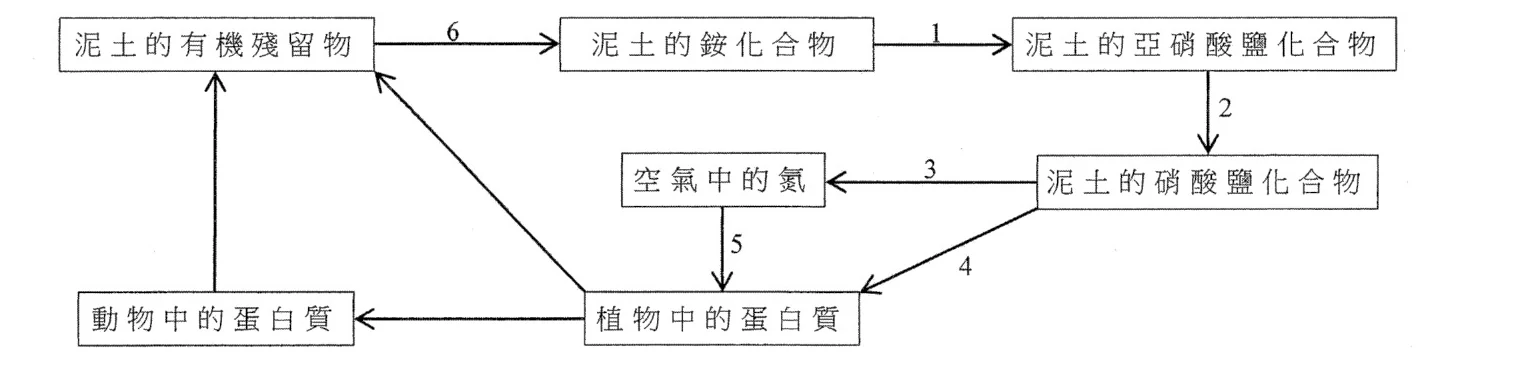 泥土的有機殘留物
6
泥土的銨化合物
1
泥土的亞硝酸鹽化合物
2
空氣中的氮
3
泥土的硝酸鹽化合物
5
4
動物中的蛋白質
植物中的蛋白質